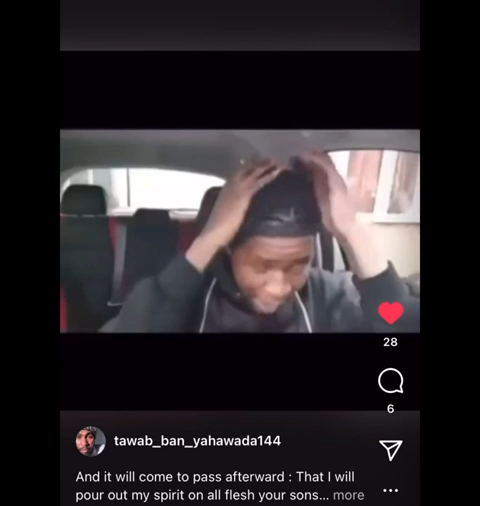 28
6
tawab_ban_yahawada144
And it will come to pass afterward : That I will
pour out my spirit on all flesh your sons... more